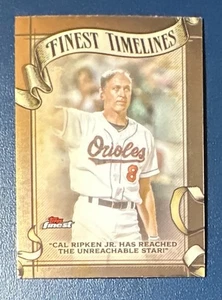 FINEST TIMELINES
Orioles
8
Topps
finest
"CAL RIPKEN JR. HAS REACHED
THE UNREACHABLE STAR!"